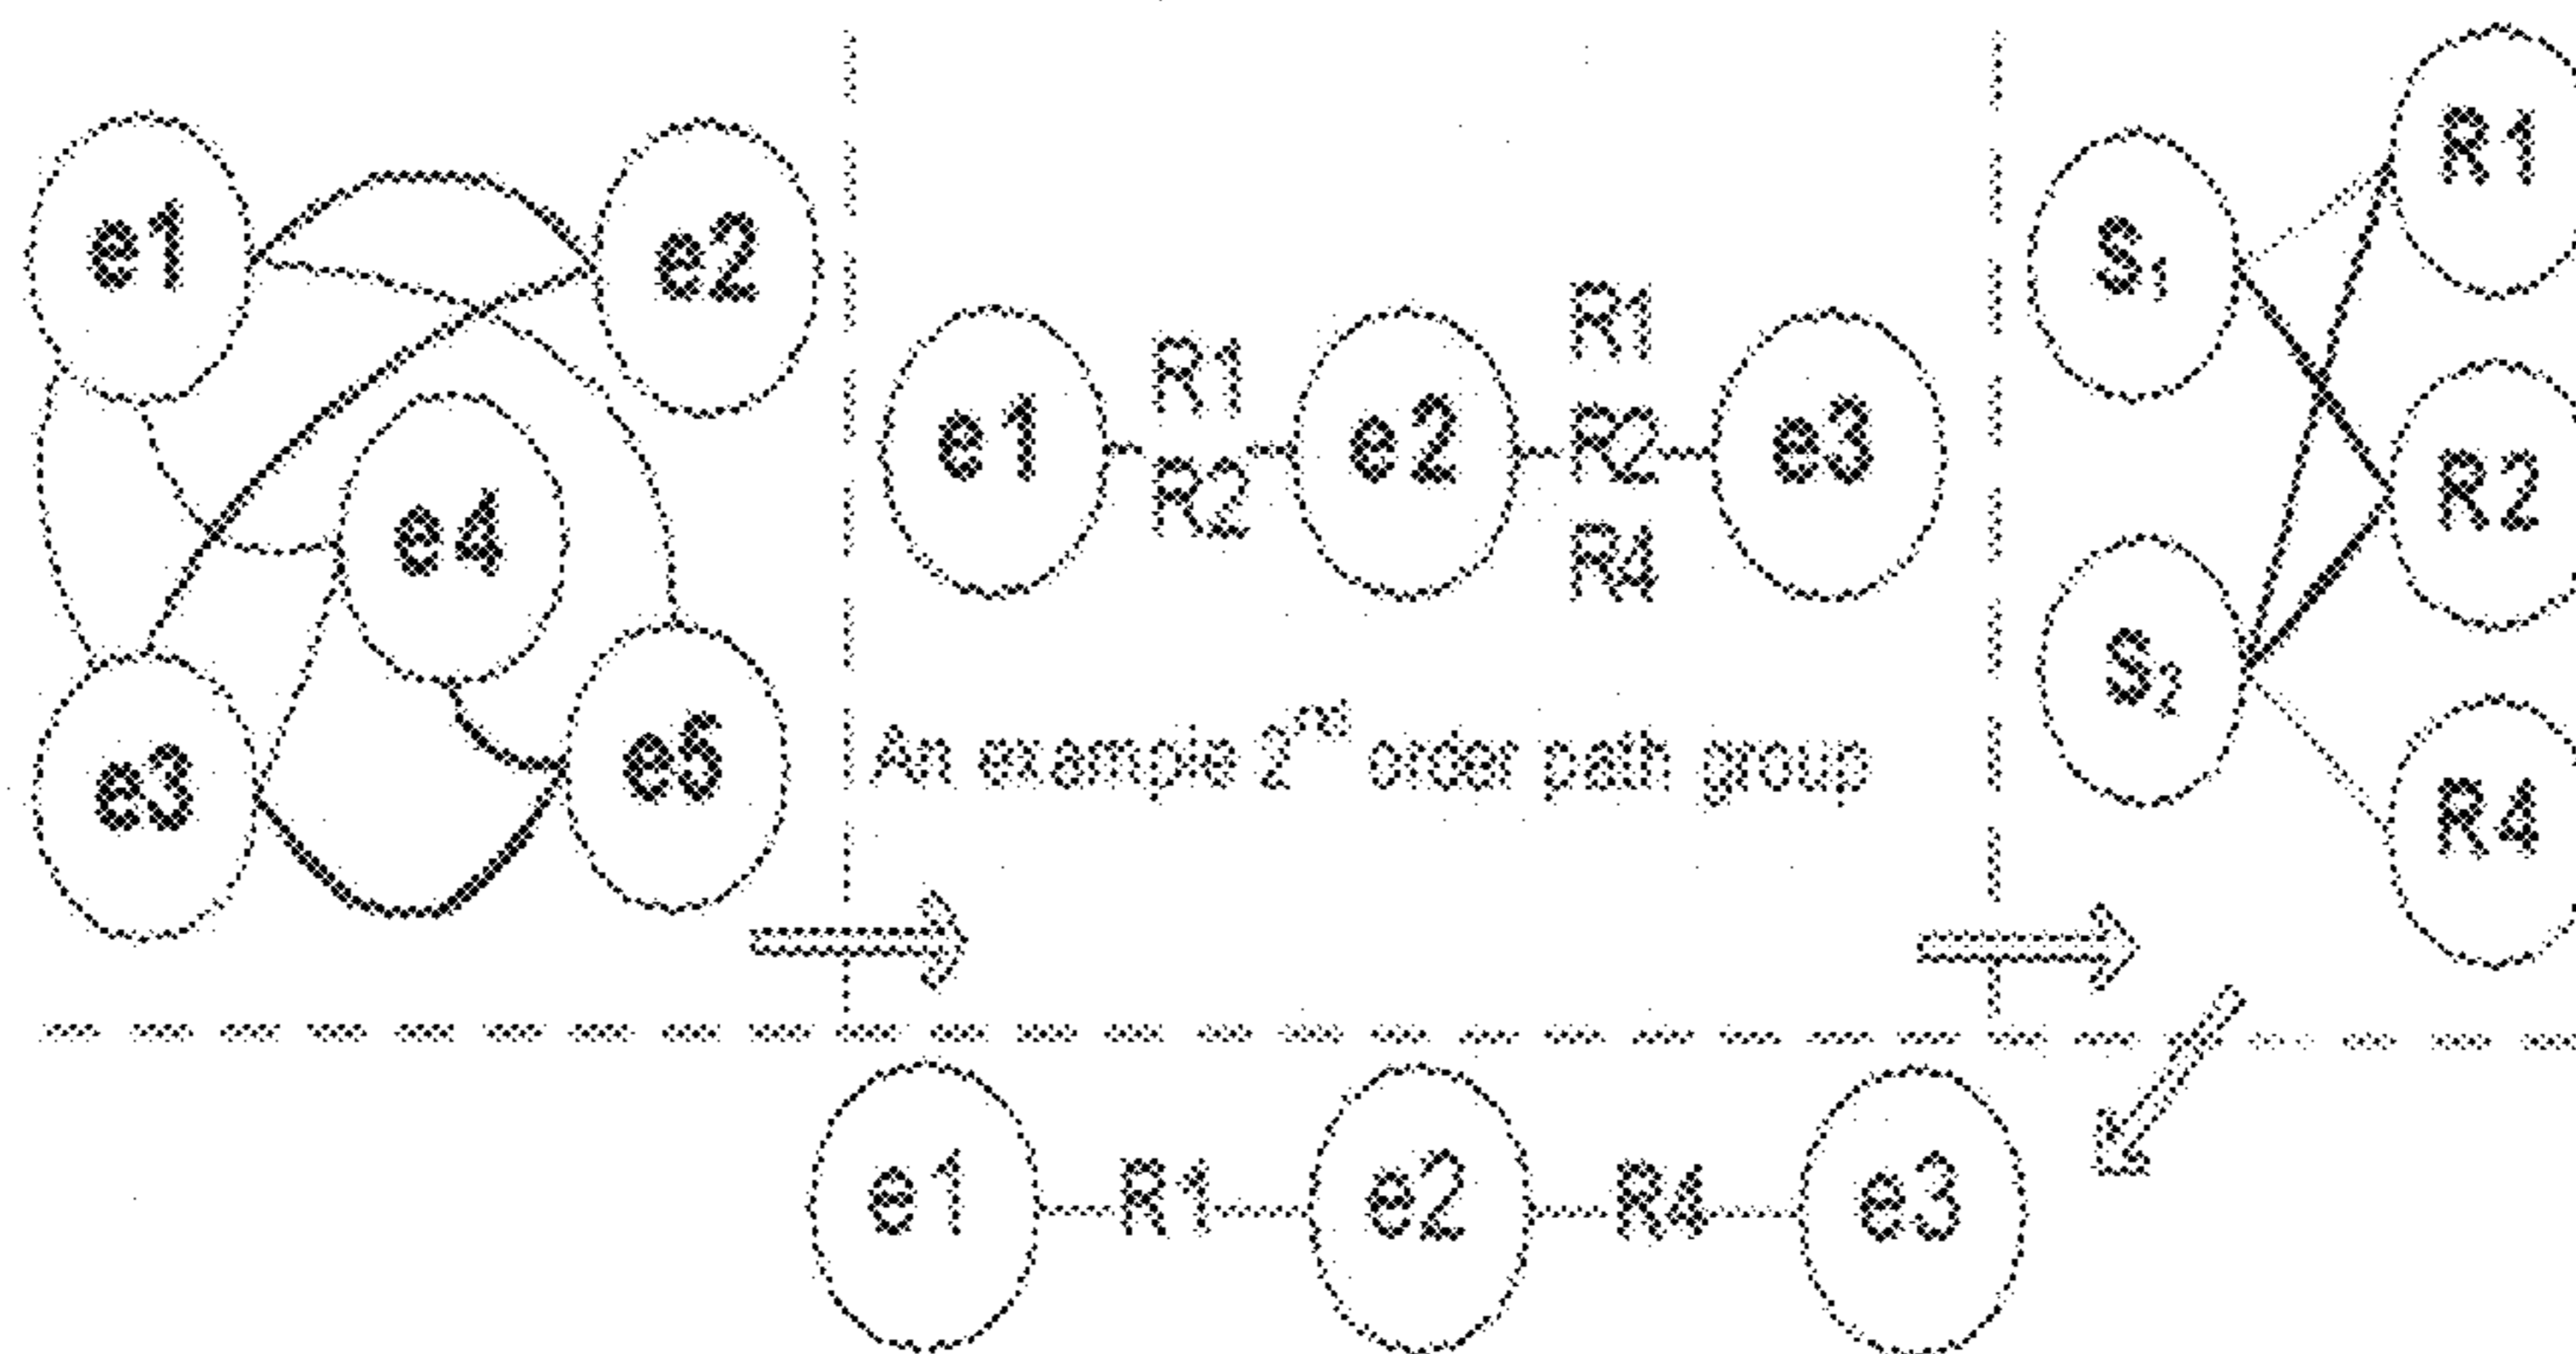 e1
e2
e4
e3
e5
e1
R1
R2
e2
R1
R2
R4
e3
An example 2nd order path group
S1
S2
R1
R2
R4
e1
R1
e2
R4
e3